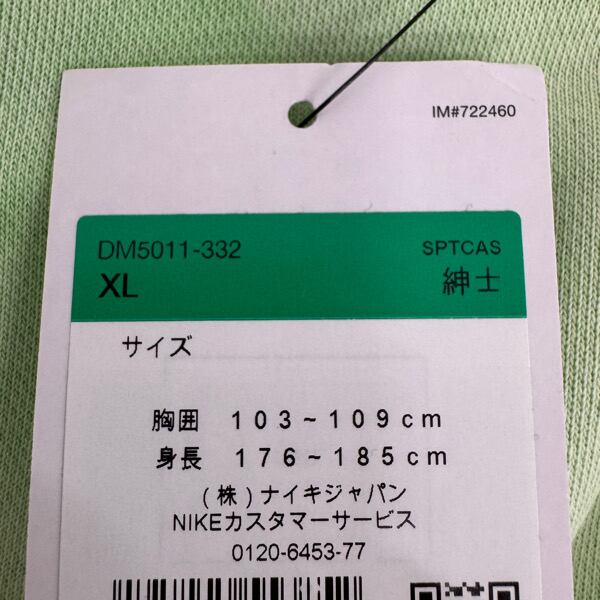 IM#722460
DM5011-332 SPTCAS
XL 紳士
サイズ
胸囲 103~109cm
身長 176~185cm
(株)ナイキジャパン
NIKEカスタマーサービス
0120-6453-77